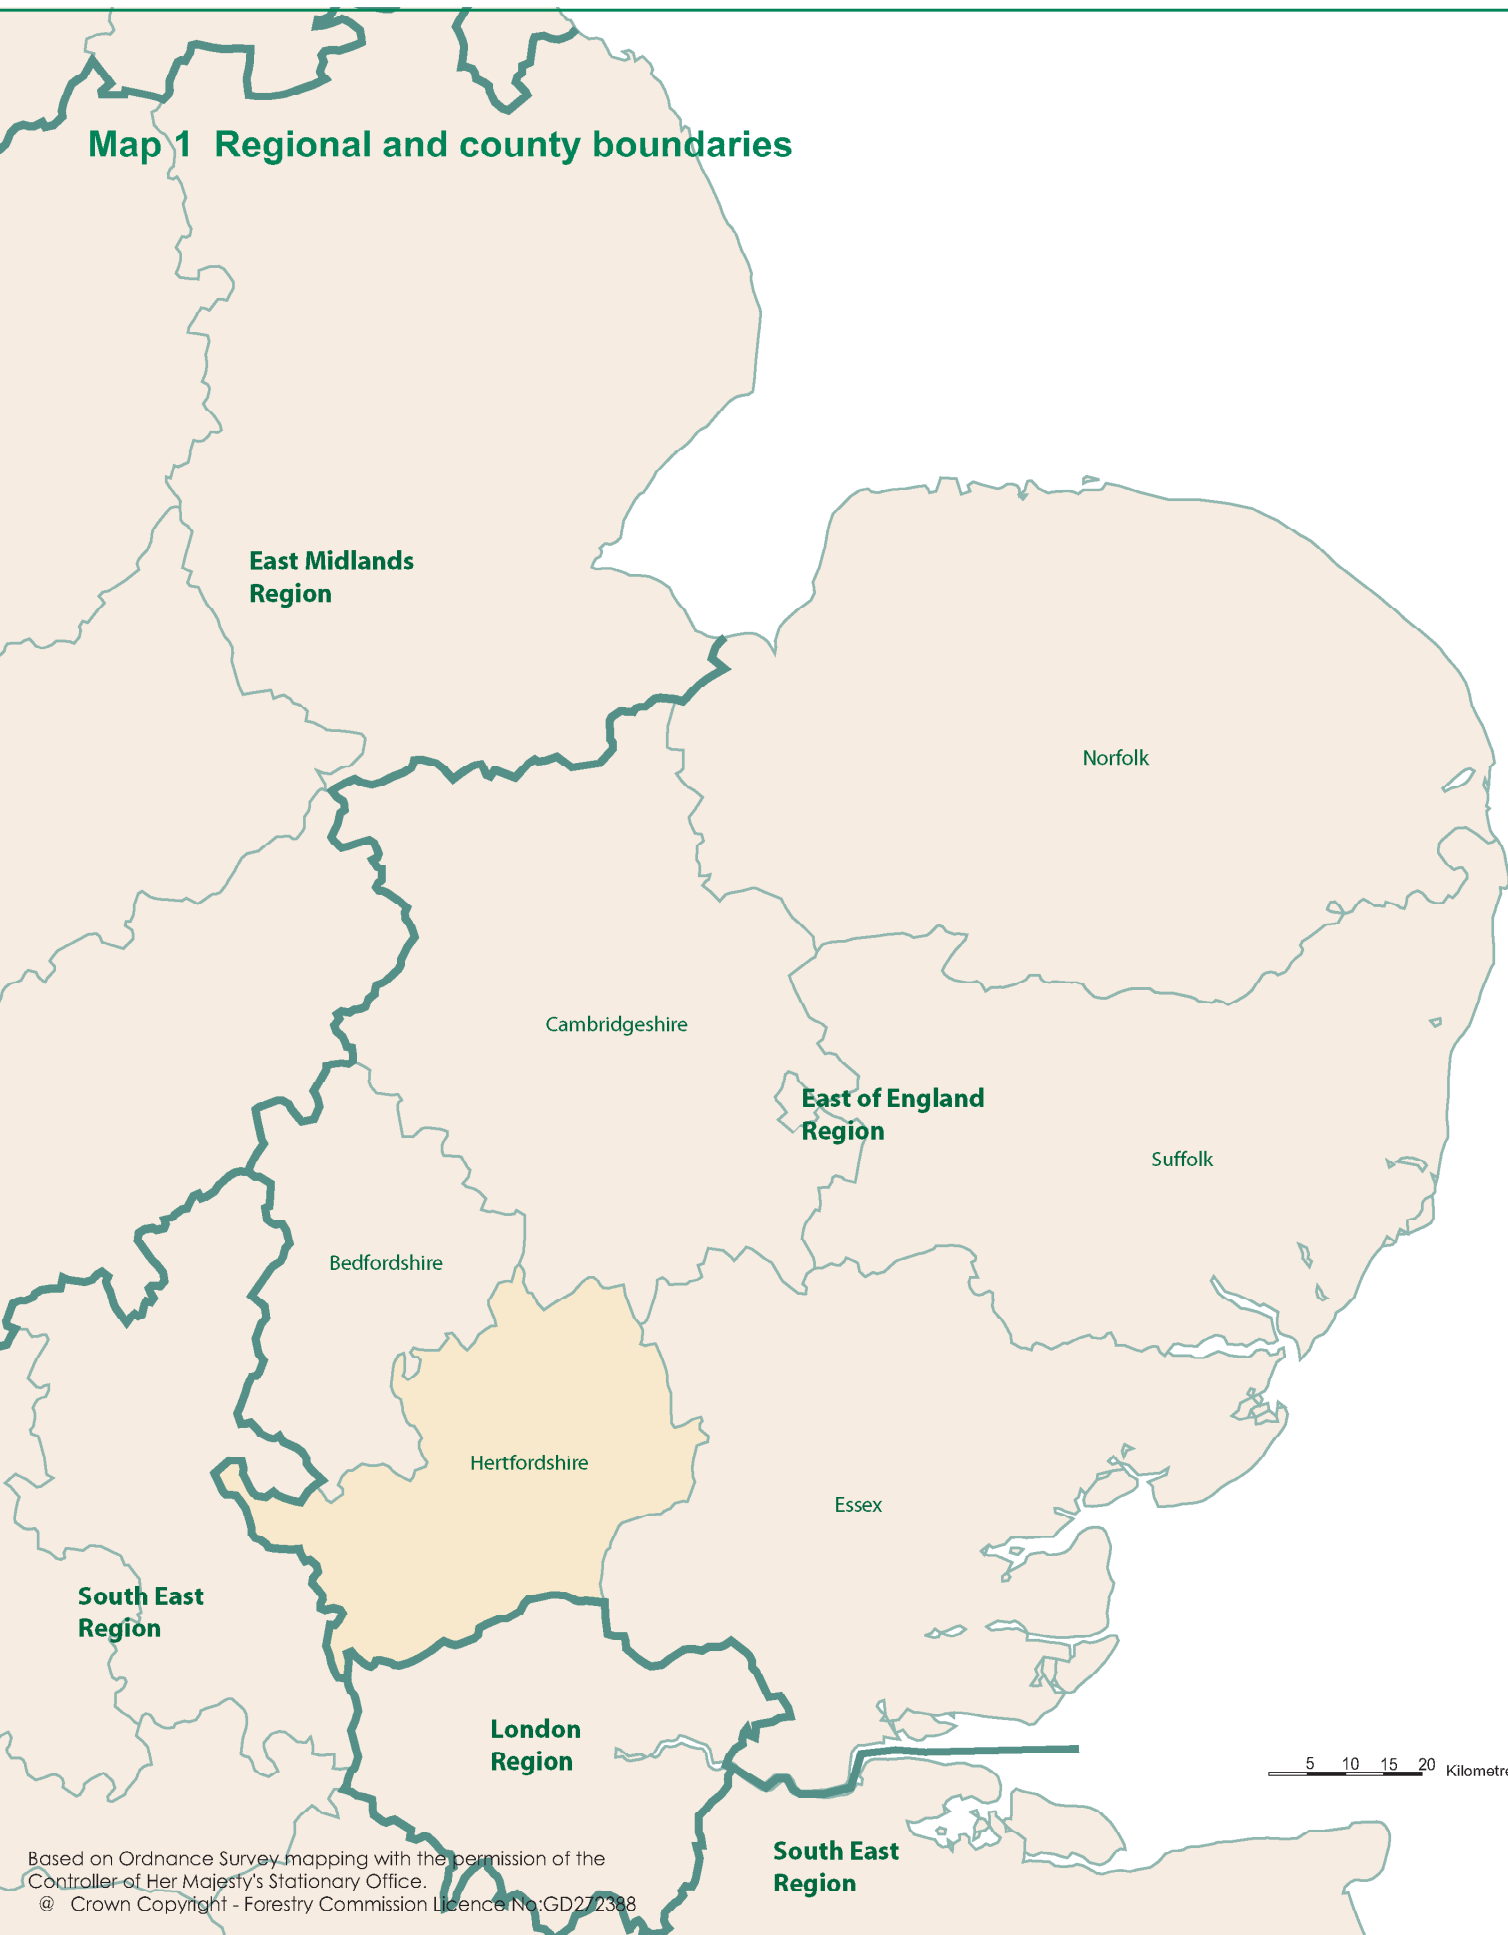 Map 1  Regional and county boundaries
East Midlands
Region
Norfolk
Cambridgeshire
East of England
Region
Suffolk
Bedfordshire
Hertfordshire
Essex
South East
Region
London
Region
5 10 15 20 Kilometre
South East
Region
Based on Ordnance Survey mapping with the permission of the
Controller of Her Majesty's Stationary Office.
@ Crown Copyright - Forestry Commission Licence No:GD272388